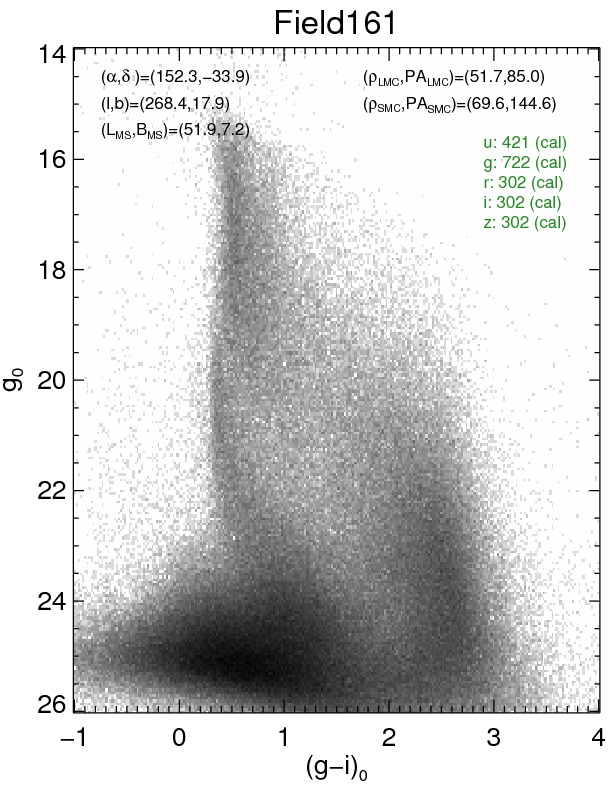 Field161
(α,δ)=(152.3,−33.9)
(ρLMC,PALMC)=(51.7,85.0)
(l,b)=(268.4,17.9)
(ρSMC,PASMC)=(69.6,144.6)
(LMS,BMS)=(51.9,7.2)
u: 421 (cal)
g: 722 (cal)
r: 302 (cal)
i: 302 (cal)
z: 302 (cal)
14
16
18
20
22
24
26
g0
−1 0 1 2 3 4
(g−i)0